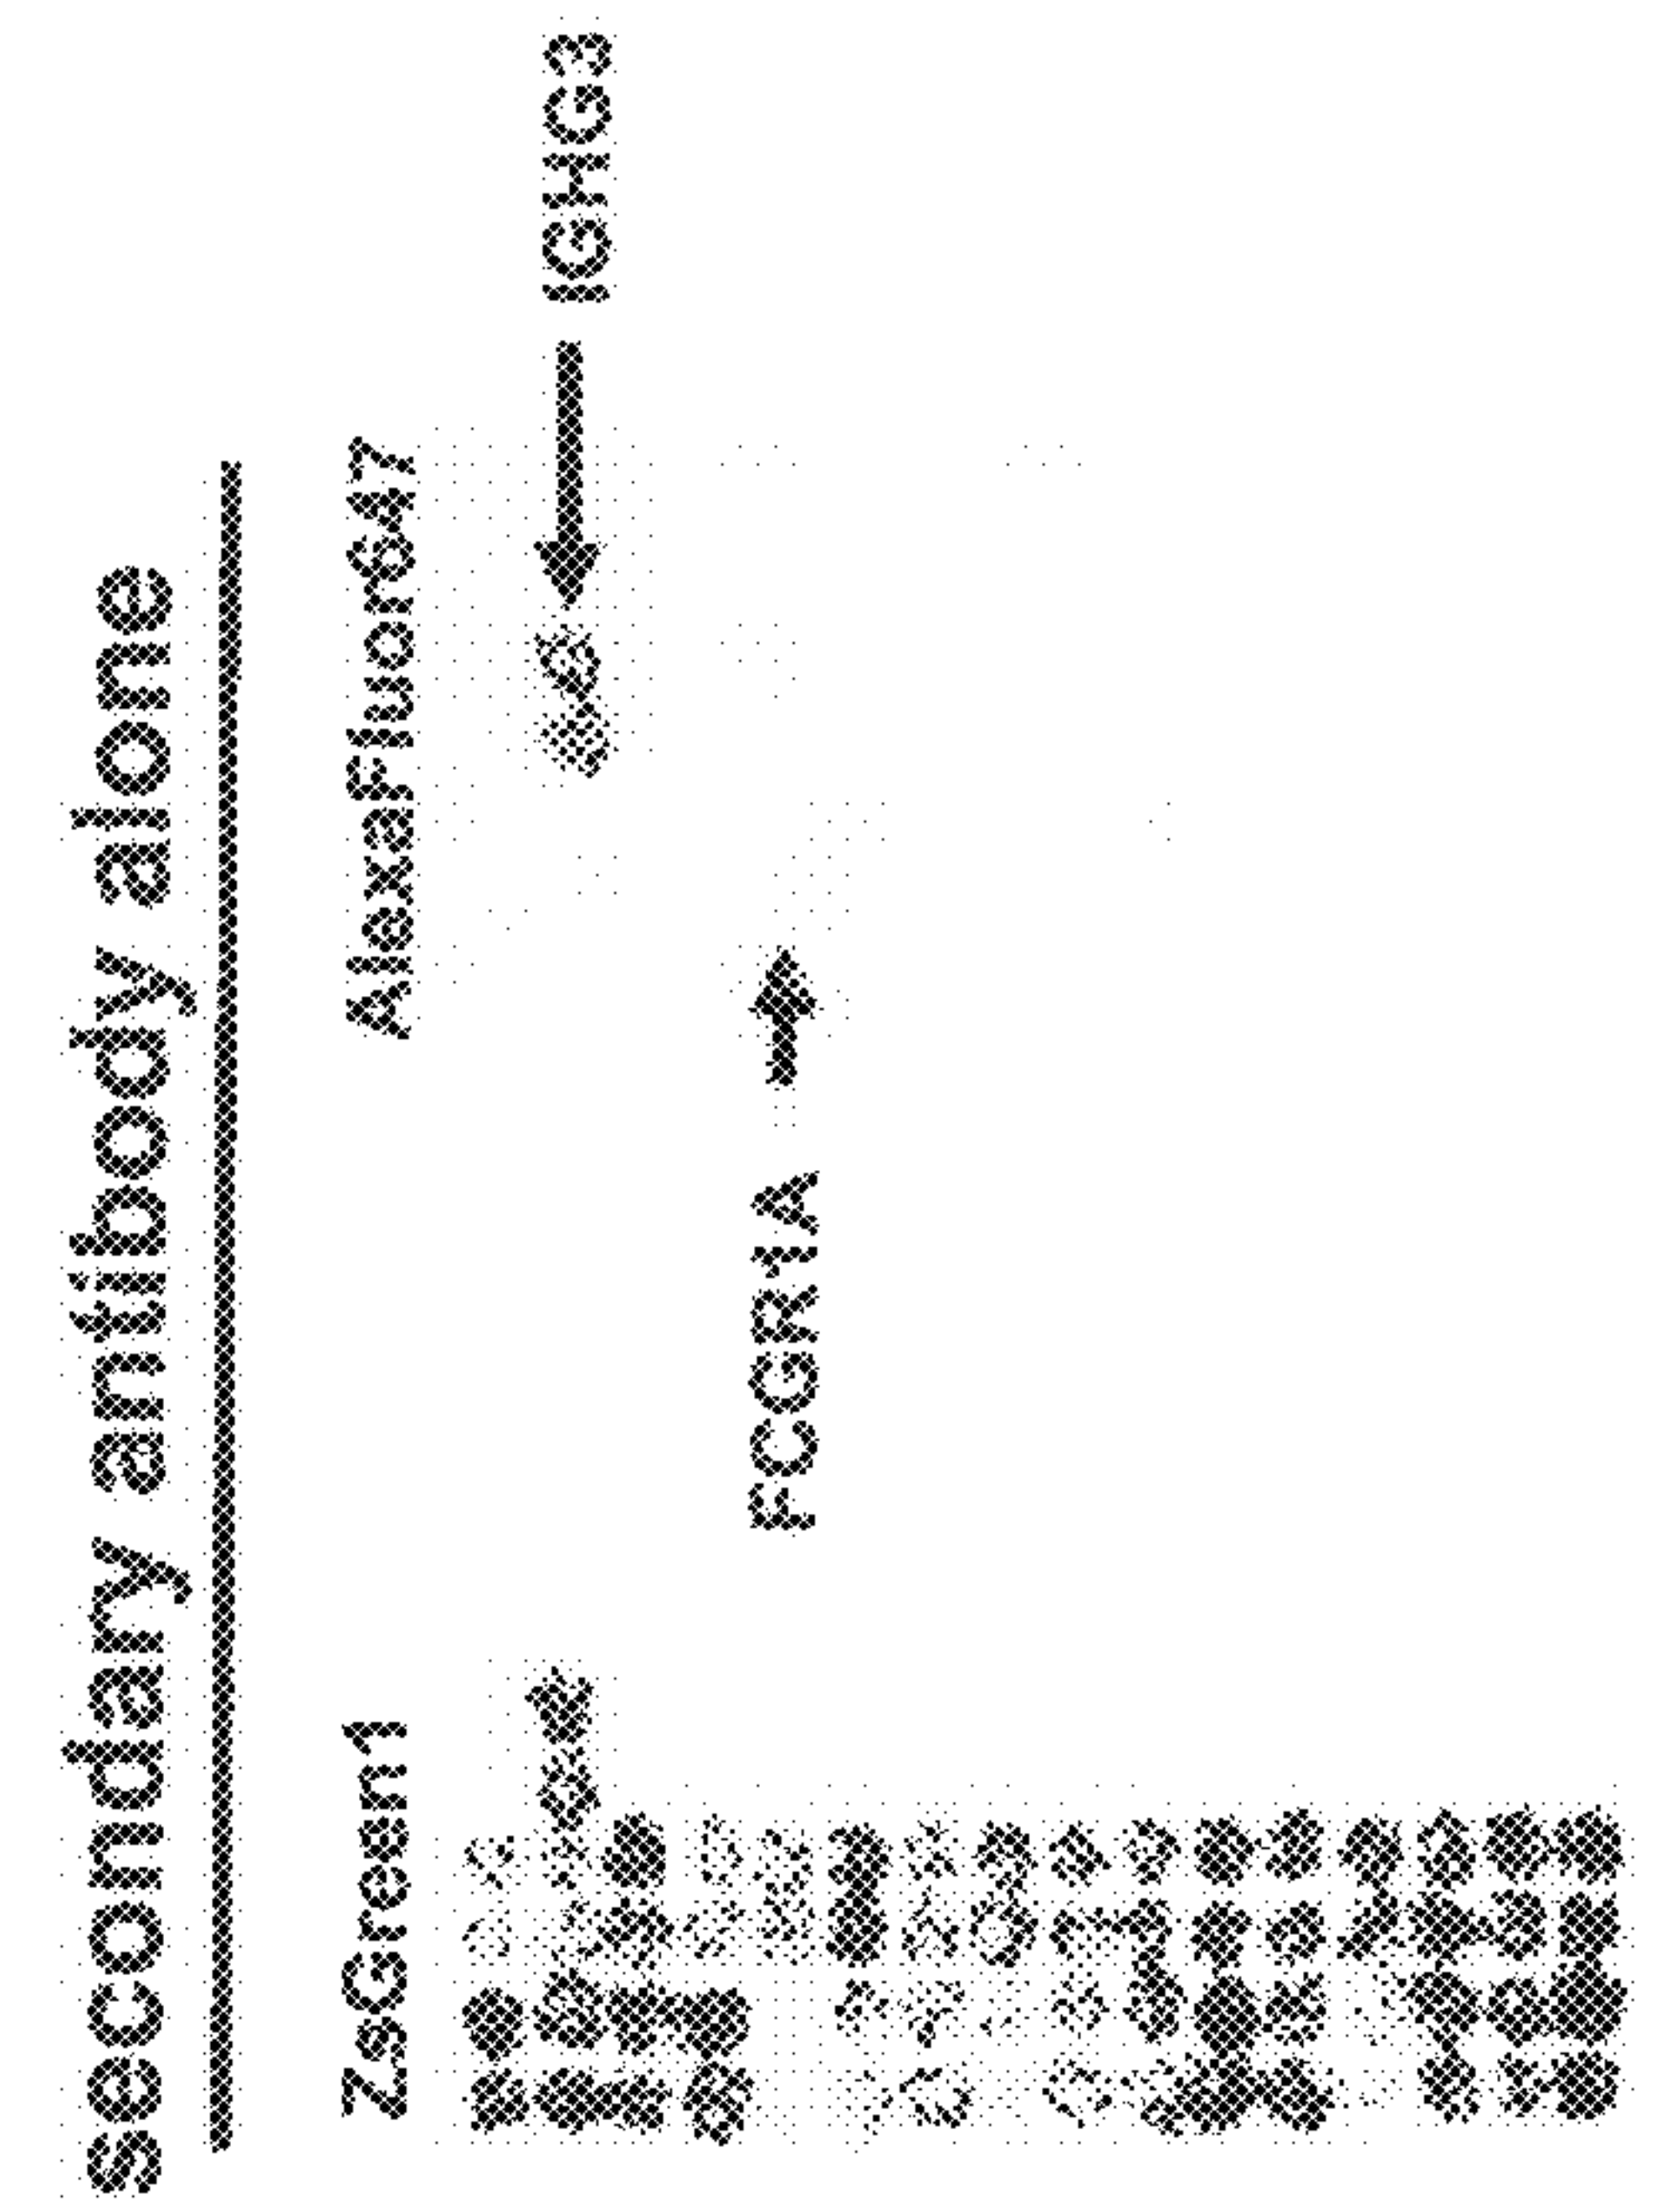 secondary antibody alone
ZsGreen1
AlexaFluor647
IGHG3
FCGR1A